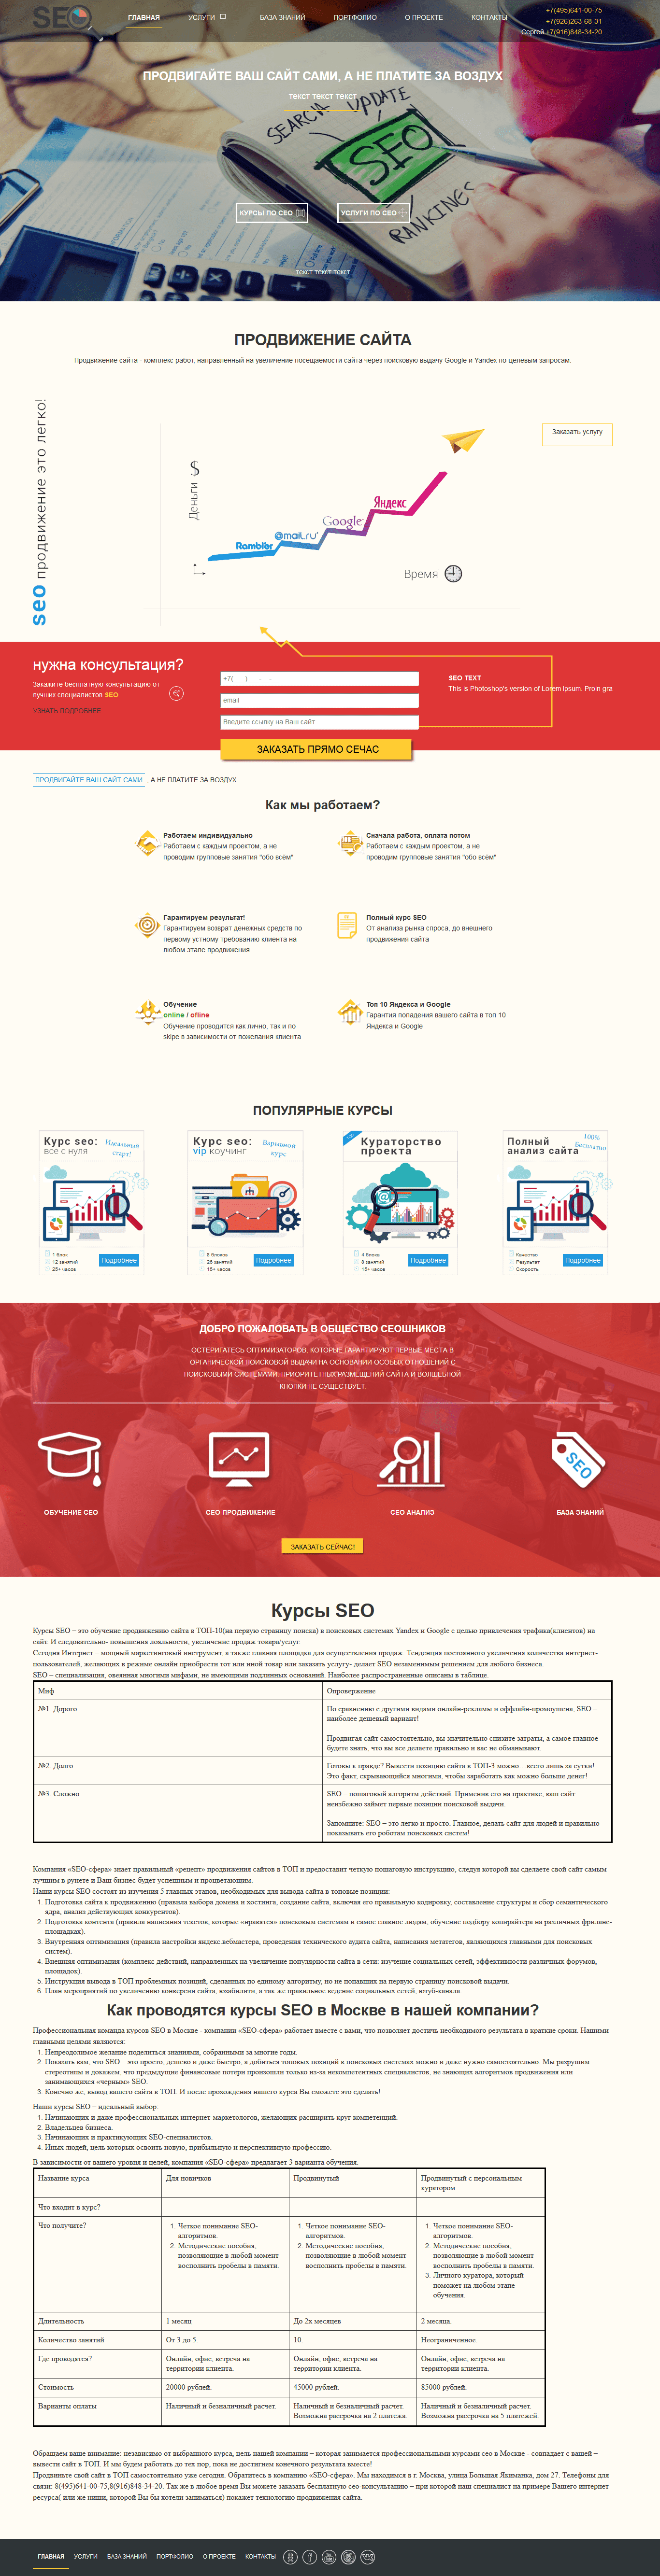 SEO
ГЛАВНАЯ УСЛУГИ БАЗА ЗНАНИЙ ПОРТФОЛИО О ПРОЕКТЕ КОНТАКТЫ
+7(495)641-00-75
+7(926)263-68-31
Сергей +7(916)848-34-20
ПРОДВИГАЙТЕ ВАШ САЙТ САМИ, А НЕ ПЛАТИТЕ ЗА ВОЗДУХ
текст текст текст
SEARCH UPDATE
SEO
RANKINGS
КУРСЫ ПО СЕО
УСЛУГИ ПО СЕО
текст текст текст
ПРОДВИЖЕНИЕ САЙТА
Продвижение сайта - комплекс работ, направленный на увеличение посещаемости сайта через поисковую выдачу Google и Yandex по целевым запросам.
seo продвижение это легко!
Деньги $
Rambler
@mail.ru
Google
Яндекс
Время
Заказать услугу
нужна консультация?
Закажите бесплатную консультацию от
лучших специалистов SEO
УЗНАТЬ ПОДРОБНЕЕ
+7(___)___-__-__
email
Введите ссылку на Ваш сайт
ЗАКАЗАТЬ ПРЯМО СЕЧАС
SEO TEXT
This is Photoshop's version of Lorem Ipsum. Proin gra
ПРОДВИГАЙТЕ ВАШ САЙТ САМИ , А НЕ ПЛАТИТЕ ЗА ВОЗДУХ
Как мы работаем?
Работаем индивидуально
Работаем с каждым проектом, а не
проводим групповые занятия "обо всём"
Сначала работа, оплата потом
Работаем с каждым проектом, а не
проводим групповые занятия "обо всём"
Гарантируем результат!
Гарантируем возврат денежных средств по
первому устному требованию клиента на
любом этапе продвижения
Полный курс SEO
От анализа рынка спроса, до внешнего
продвижения сайта
Обучение
online / ofline
Обучение проводится как лично, так и по
skipe в зависимости от пожелания клиента
Топ 10 Яндекса и Google
Гарантия попадения вашего сайта в топ 10
Яндекса и Google
ПОПУЛЯРНЫЕ КУРСЫ
Курс seo:
все с нуля
Идеальный
старт!
1 блок
12 занятий
25+ часов
Подробнее
Курс seo:
vip коучинг
Взрывной
курс
8 блоков
26 занятий
15+ часов
Подробнее
Кураторство
проекта
4 блока
8 занятий
15+ часов
Подробнее
Полный
анализ сайта
100%
Бесплатно
Качество
Результат
Скорость
Подробнее
ДОБРО ПОЖАЛОВАТЬ В ОБЩЕСТВО СЕОШНИКОВ
ОСТЕРИГАТЕСЬ ОПТИМИЗАТОРОВ, КОТОРЫЕ ГАРАНТИРУЮТ ПЕРВЫЕ МЕСТА В
ОРГАНИЧЕСКОЙ ПОИСКОВОЙ ВЫДАЧИ НА ОСНОВАНИИ ОСОБЫХ ОТНОШЕНИЙ С
ПОИСКОВЫМИ СИСТЕМАМИ. ПРИОРИТЕТНЫХ РАЗМЕЩЕНИЙ САЙТА И ВОЛШЕБНОЙ
КНОПКИ НЕ СУЩЕСТВУЕТ.
SEO
ОБУЧЕНИЕ СЕО СЕО ПРОДВИЖЕНИЕ СЕО АНАЛИЗ БАЗА ЗНАНИЙ
ЗАКАЗАТЬ СЕЙЧАС!
Курсы SEO
Курсы SEO – это обучение продвижению сайта в ТОП-10(на первую страницу поиска) в поисковых системах Yandex и Google с целью привлечения трафика(клиентов) на
сайт. И следовательно- повышения лояльности, увеличение продаж товара/услуг.
Сегодня Интернет – мощный маркетинговый инструмент, а также главная площадка для осуществления продаж. Тенденция постоянного увеличения количества интернет-
пользователей, желающих в режиме онлайн приобрести тот или иной товар или заказать услугу- делает SEO незаменимым решением для любого бизнеса.
SEO – специализация, овеянная многими мифами, не имеющими подлинных оснований. Наиболее распространенные описаны в таблице.
Миф Опровержение
№1. Дорого
По сравнению с другими видами онлайн-рекламы и оффлайн-промоушена, SEO –
наиболее дешевый вариант!
Продвигая сайт самостоятельно, вы значительно снизите затраты, а самое главное
будете знать, что вы все делаете правильно и вас не обманывают.
№2. Долго
Готовы к правде? Вывести позицию сайта в ТОП-3 можно…всего лишь за сутки!
Это факт, скрывающийся многими, чтобы заработать как можно больше денег!
№3. Сложно
SEO – пошаговый алгоритм действий. Применив его на практике, ваш сайт
неизбежно займет первые позиции поисковой выдачи.
Запомните: SEO – это легко и просто. Главное, делать сайт для людей и правильно
показывать его роботам поисковых систем!
Компания «SEO-сфера» знает правильный «рецепт» продвижения сайтов в ТОП и предоставит четкую пошаговую инструкцию, следуя которой вы сделаете свой сайт самым
лучшим в рунете и Ваш бизнес будет успешным и процветающим.
Наши курсы SEO состоят из изучения 5 главных этапов, необходимых для вывода сайта в топовые позиции:
1. Подготовка сайта к продвижению (правила выбора домена и хостинга, создание сайта, включая его правильную кодировку, составление структуры и сбор семантического
ядра, анализ действующих конкурентов).
2. Подготовка контента (правила написания текстов, которые «нравятся» поисковым системам и самое главное людям, обучение подбору копирайтера на различных фриланс-
площадках).
3. Внутренняя оптимизация (правила настройки яндекс.вебмастера, проведения технического аудита сайта, написания метатегов, являющихся главными для поисковых
систем).
4. Внешняя оптимизация (комплекс действий, направленных на увеличение популярности сайта в сети: изучение социальных сетей, эффективности различных форумов,
площадок).
5. Инструкция вывода в ТОП проблемных позиций, сделанных по единому алгоритму, но не попавших на первую страницу поисковой выдачи.
6. План мероприятий по увеличению конверсии сайта, юзабилити, а так же правильное ведение социальных сетей, ютуб-канала.
Как проводятся курсы SEO в Москве в нашей компании?
Профессиональная команда курсов SEO в Москве - компании «SEO-сфера» работает вместе с вами, что позволяет достичь необходимого результата в краткие сроки. Нашими
главными целями являются:
1. Непреодолимое желание поделиться знаниями, собранными за многие годы.
2. Показать вам, что SEO – это просто, дешево и даже быстро, а добиться топовых позиций в поисковых системах можно и даже нужно самостоятельно. Мы разрушим
стереотипы и докажем, что предыдущие финансовые потери произошли только из-за некомпетентных специалистов, не знающих алгоритмов продвижения или
занимающихся «черным» SEO.
3. Конечно же, вывод вашего сайта в ТОП. И после прохождения нашего курса Вы сможете это сделать!
Наши курсы SEO – идеальный выбор:
1. Начинающих и даже профессиональных интернет-маркетологов, желающих расширить круг компетенций.
2. Владельцев бизнеса.
3. Начинающих и практикующих SEO-специалистов.
4. Иных людей, цель которых освоить новую, прибыльную и перспективную профессию.
В зависимости от вашего уровня и целей, компания «SEO-сфера» предлагает 3 варианта обучения.
Название курса Для новичков Продвинутый Продвинутый с персональным
куратором
Что входит в курс?
Что получите?
1. Четкое понимание SEO-
алгоритмов.
2. Методические пособия,
позволяющие в любой момент
восполнить пробелы в памяти.
1. Четкое понимание SEO-
алгоритмов.
2. Методические пособия,
позволяющие в любой момент
восполнить пробелы в памяти.
1. Четкое понимание SEO-
алгоритмов.
2. Методические пособия,
позволяющие в любой момент
восполнить пробелы в памяти.
3. Личного куратора, который
поможет на любом этапе
обучения.
Длительность 1 месяц До 2х месяцев 2 месяца.
Количество занятий От 3 до 5. 10. Неограниченное.
Где проводятся?
Онлайн, офис, встреча на
территории клиента.
Онлайн, офис, встреча на
территории клиента.
Онлайн, офис, встреча на
территории клиента.
Стоимость 20000 рублей. 45000 рублей. 85000 рублей.
Варианты оплаты
Наличный и безналичный расчет.
Наличный и безналичный расчет.
Возможна рассрочка на 2 платежа.
Наличный и безналичный расчет.
Возможна рассрочка на 5 платежей.
Обращаем ваше внимание: независимо от выбранного курса, цель нашей компании – которая занимается профессиональными курсами сео в Москве - совпадает с вашей –
вывести сайт в ТОП. И мы будем работать до тех пор, пока не достигнем конечного результата вместе!
Продвиньте свой сайт в ТОП самостоятельно уже сегодня. Обратитесь в компанию «SEO-сфера». Мы находимся в г. Москва, улица Большая Якиманка, дом 27. Телефоны для
связи: 8(495)641-00-75,8(916)848-34-20. Так же в любое время Вы можете заказать бесплатную сео-консультацию – при которой наш специалист на примере Вашего интернет
ресурса( или же ниши, которой Вы бы хотели заниматься) покажет технологию продвижения сайта.
ГЛАВНАЯ УСЛУГИ БАЗА ЗНАНИЙ ПОРТФОЛИО О ПРОЕКТЕ КОНТАКТЫ